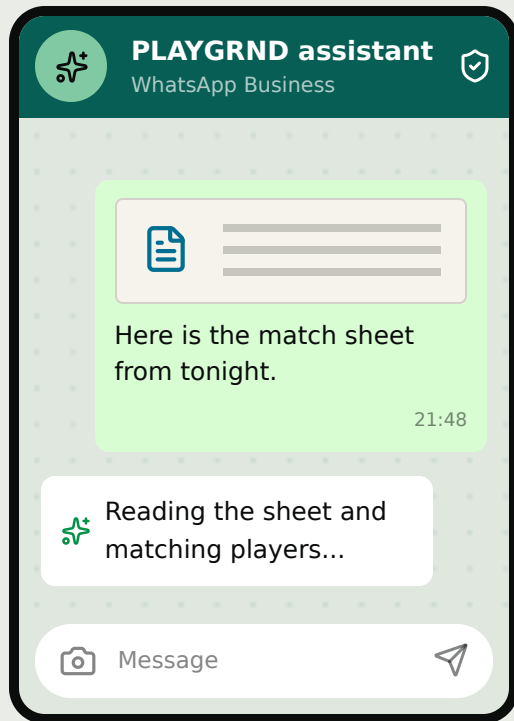 PLAYGRND assistant
WhatsApp Business
Here is the match sheet
from tonight.
21:48
Reading the sheet and
matching players...
Message